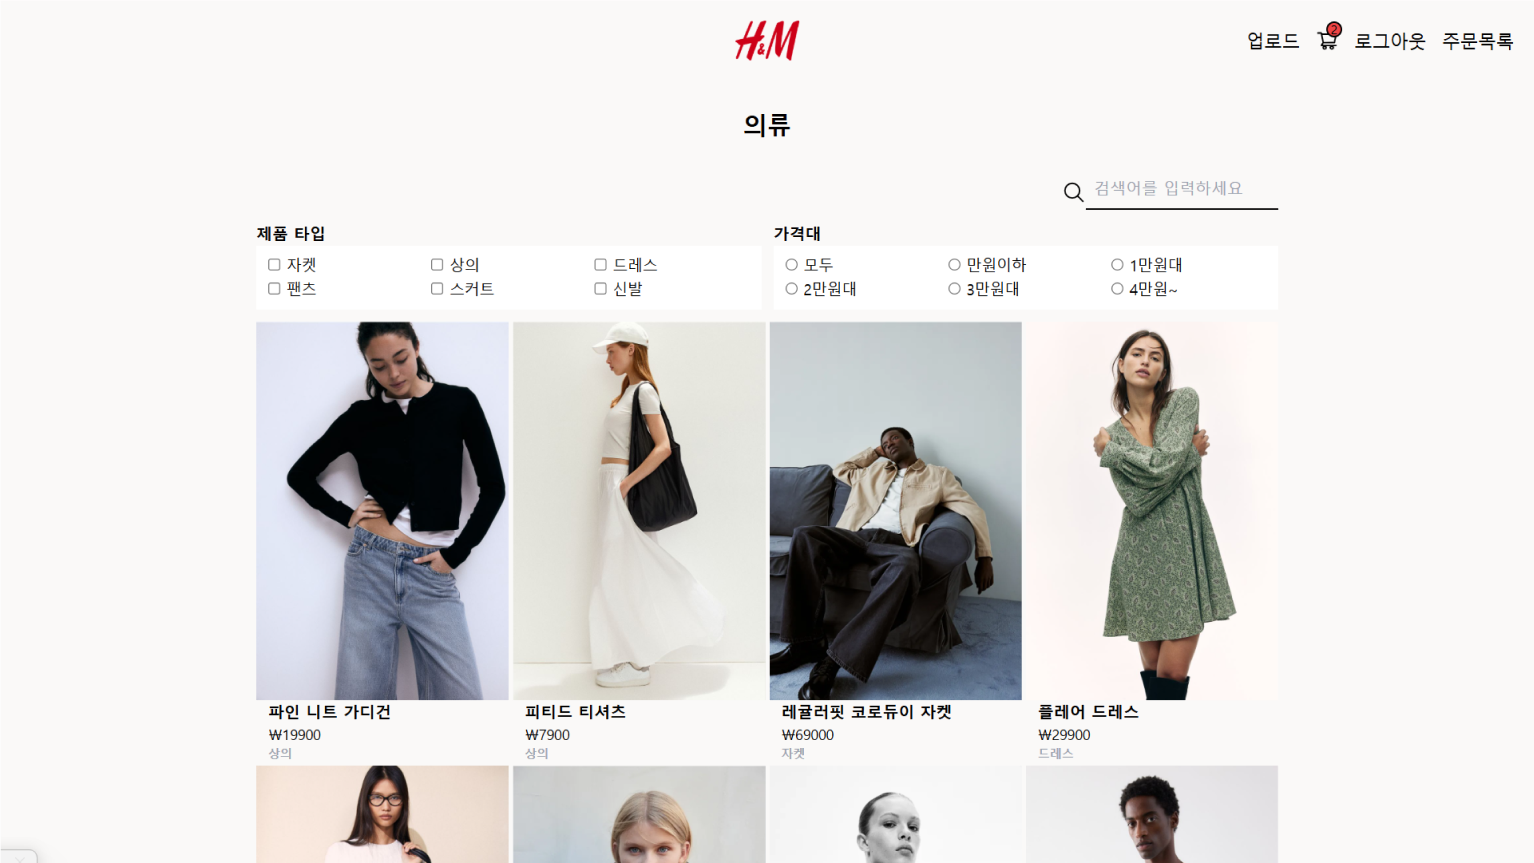 H&M
업로드 2 로그아웃 주문목록
의류
검색어를 입력하세요
제품 타입
자켓 상의 드레스
팬츠 스커트 신발
가격대
모두 만원이하 1만원대
2만원대 3만원대 4만원~
파인 니트 가디건
₩19900
상의
피티드 티셔츠
₩7900
상의
레귤러핏 코로듀이 자켓
₩69000
자켓
플레어 드레스
₩29900
드레스